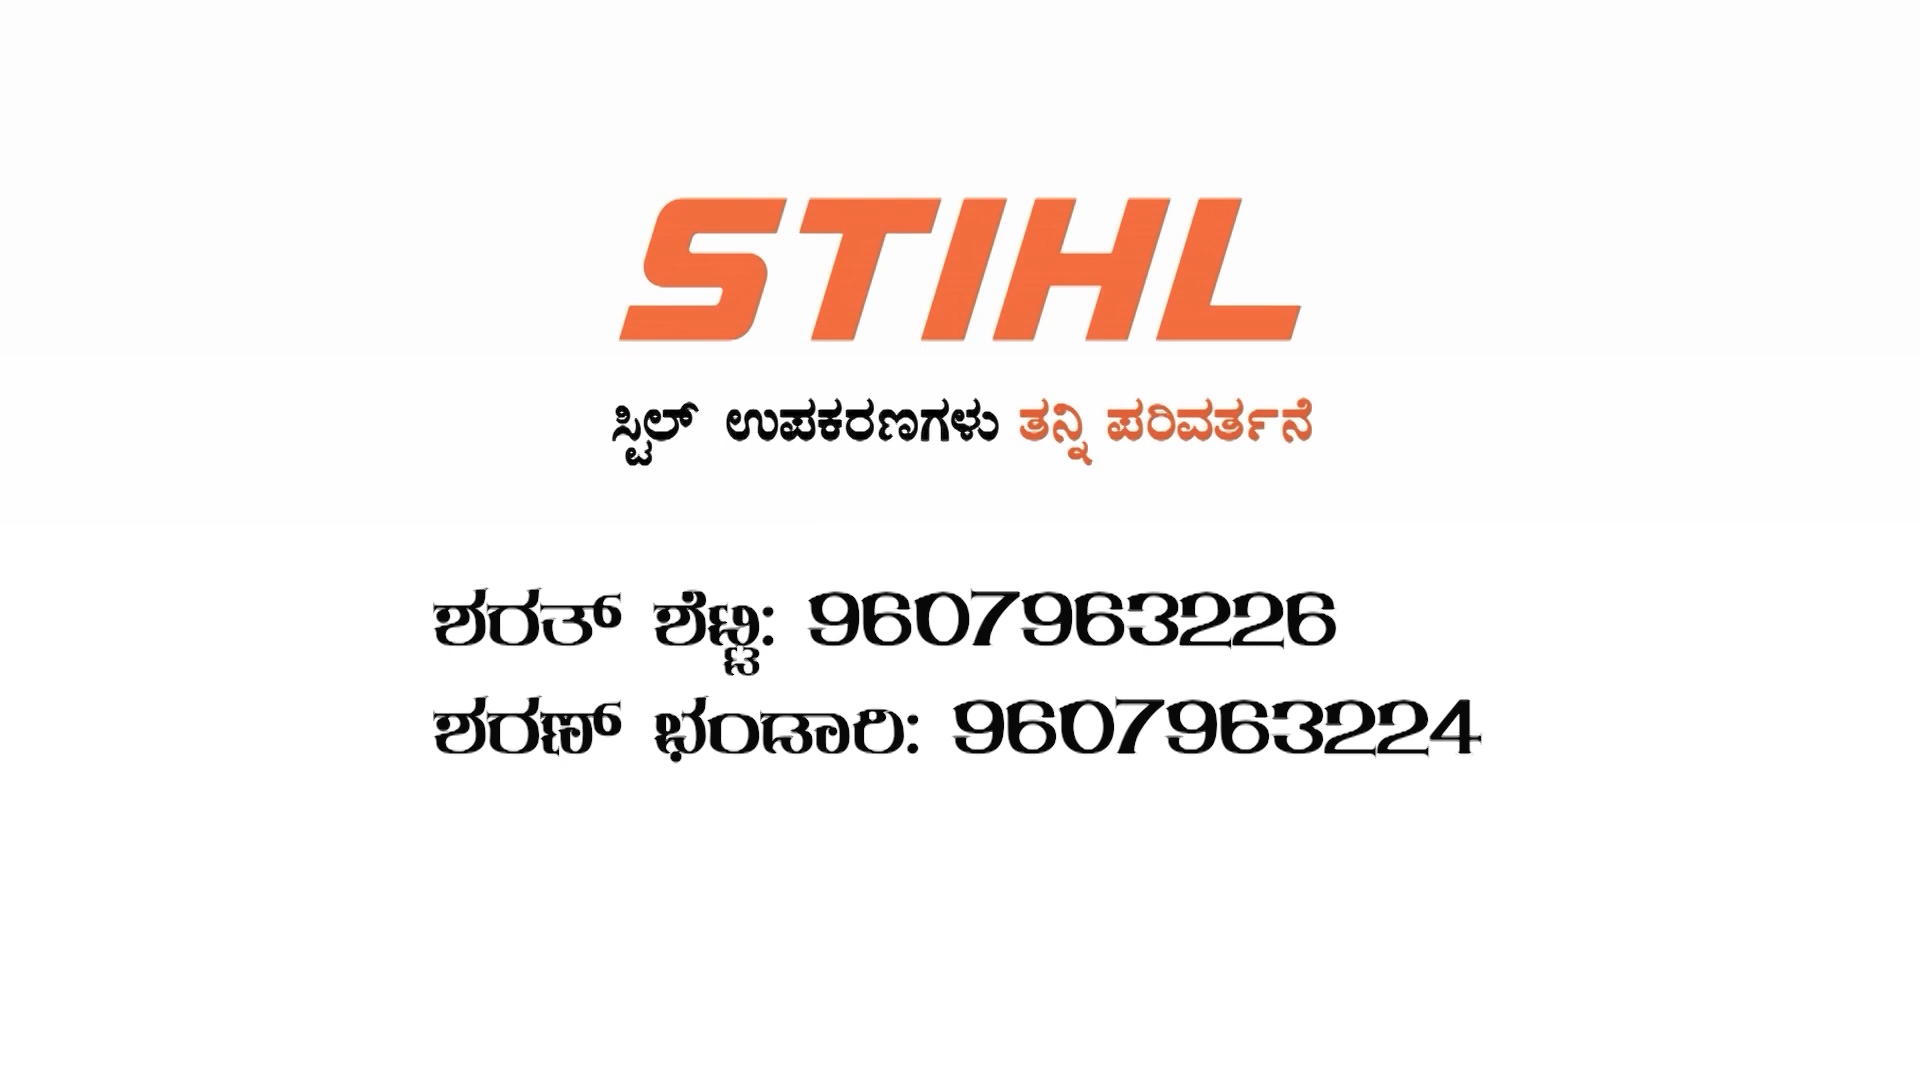 STIHL
ಸ್ಟಿಲ್ ಉಪಕರಣಗಳು ತನ್ನಿ ಪರಿವರ್ತನೆ
ಶರತ್ ಶೆಟ್ಟಿ: 9607963226
ಶರಣ್ ಭಂಡಾರಿ: 9607963224